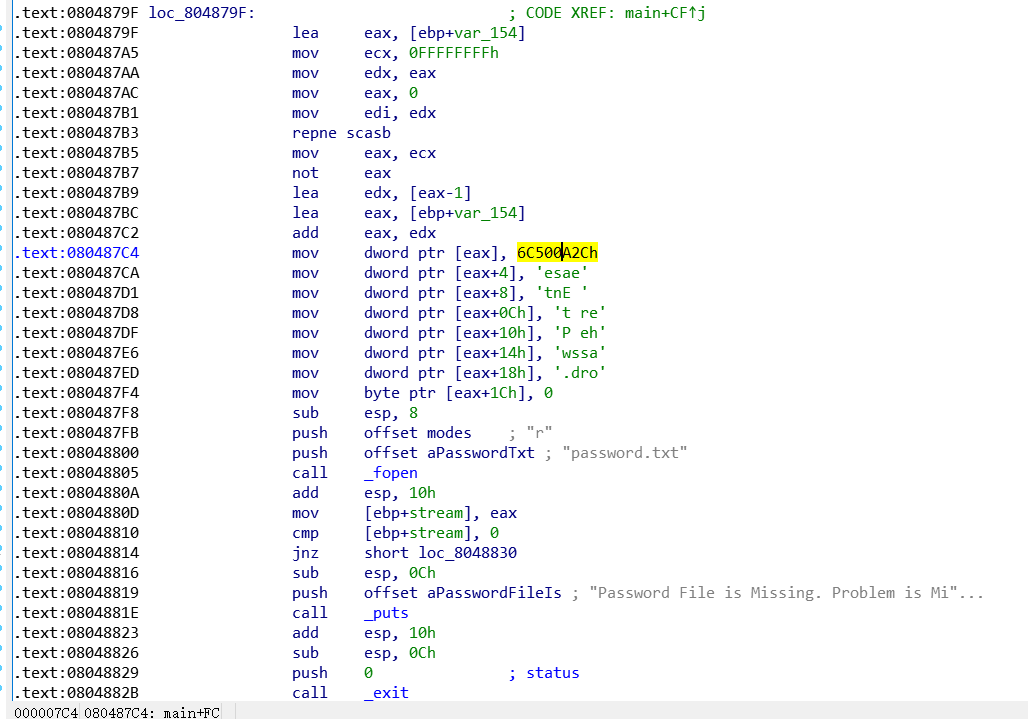 .text:0804879F loc_804879F: ; CODE XREF: main+CF↑j
.text:0804879F lea eax, [ebp+var_154]
.text:080487A5 mov ecx, 0FFFFFFFFh
.text:080487AA mov edx, eax
.text:080487AC mov eax, 0
.text:080487B1 mov edi, edx
.text:080487B3 repne scasb
.text:080487B5 mov eax, ecx
.text:080487B7 not eax
.text:080487B9 lea edx, [eax-1]
.text:080487BC lea eax, [ebp+var_154]
.text:080487C2 add eax, edx
.text:080487C4 mov dword ptr [eax], 6C500A2Ch
.text:080487CA mov dword ptr [eax+4], 'esae'
.text:080487D1 mov dword ptr [eax+8], 'tnE '
.text:080487D8 mov dword ptr [eax+0Ch], 't re'
.text:080487DF mov dword ptr [eax+10h], 'P eh'
.text:080487E6 mov dword ptr [eax+14h], 'wssa'
.text:080487ED mov dword ptr [eax+18h], '.dro'
.text:080487F4 mov byte ptr [eax+1Ch], 0
.text:080487F8 sub esp, 8
.text:080487FB push offset modes ; "r"
.text:08048800 push offset aPasswordTxt ; "password.txt"
.text:08048805 call _fopen
.text:0804880A add esp, 10h
.text:0804880D mov [ebp+stream], eax
.text:08048810 cmp [ebp+stream], 0
.text:08048814 jnz short loc_8048830
.text:08048816 sub esp, 0Ch
.text:08048819 push offset aPasswordFileIs ; "Password File is Missing. Problem is Mi"...
.text:0804881E call _puts
.text:08048823 add esp, 10h
.text:08048826 sub esp, 0Ch
.text:08048829 push 0 ; status
.text:0804882B call _exit
000007C4 080487C4: main+FC